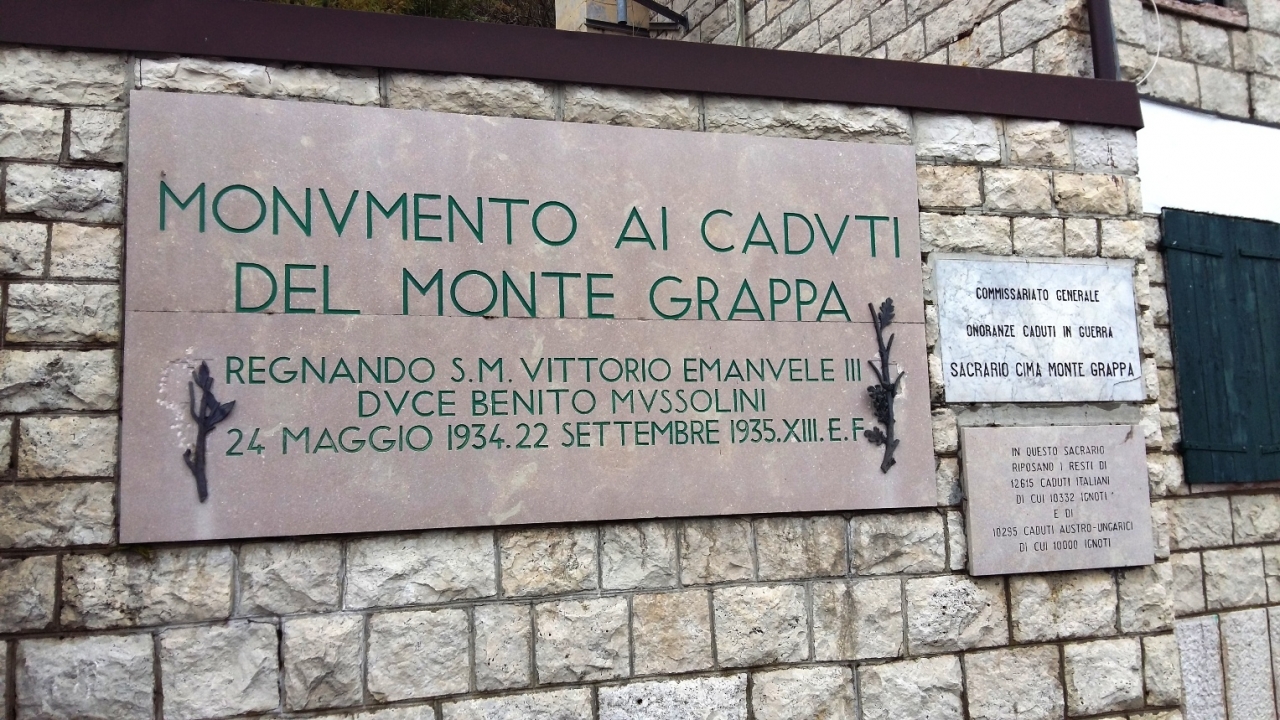 MONVMENTO AI CADVTI
DEL MONTE GRAPPA
REGNANDO S.M. VITTORIO EMANVELE III
DVCE BENITO MVSSOLINI
24 MAGGIO 1934.22 SETTEMBRE 1935.XIII.E.F
COMMISSARIATO GENERALE
ONORANZE CADUTI IN GUERRA
SACRARIO CIMA MONTE GRAPPA
IN QUESTO SACRARIO
RIPOSANO I RESTI DI
12615 CADUTI ITALIANI
DI CUI 10332 IGNOTI
E DI
10295 CADUTI AUSTRO-UNGARICI
DI CUI 10000 IGNOTI